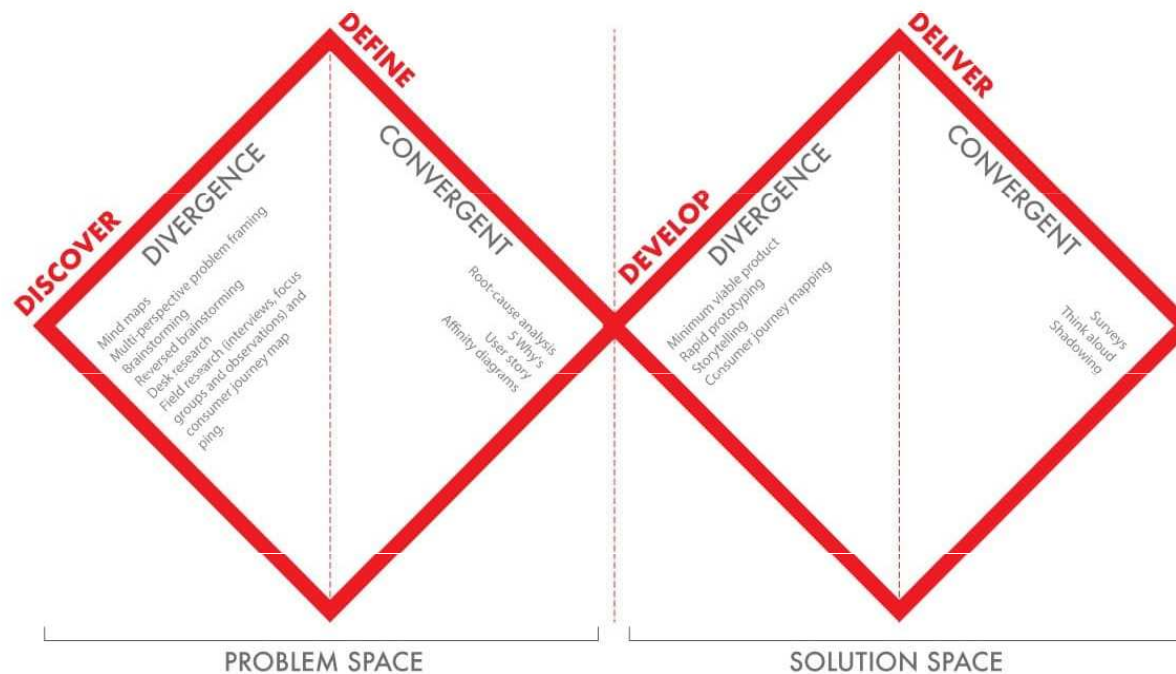 DISCOVER
DIVERGENCE
Mind maps
Multi-perspective problem framing
Brainstorming
Reversed brainstorming
Desk research
Field research (interviews, focus
groups and observations) and
consumer journey map
ping.
DEFINE
CONVERGENT
Root-cause analysis
5 Why's
User story
Affinity diagrams
DEVELOP
DIVERGENCE
Minimum viable product
Rapid prototyping
Storytelling
Consumer journey mapping
DELIVER
CONVERGENT
Surveys
Think aloud
Shadowing
PROBLEM SPACE
SOLUTION SPACE